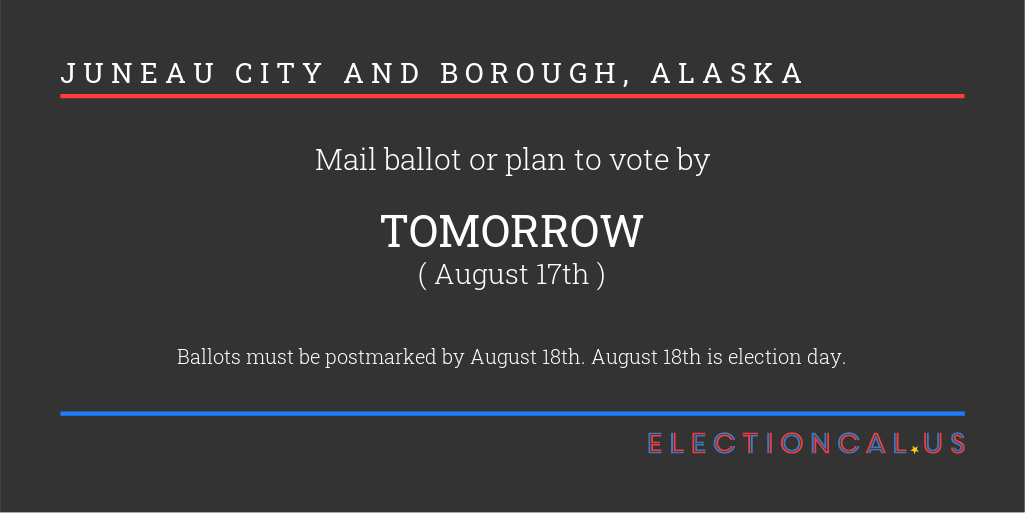 JUNEAU CITY AND BOROUGH, ALASKA
Mail ballot or plan to vote by
TOMORROW
( August 17th )
Ballots must be postmarked by August 18th. August 18th is election day.
ELECTIONCAL.US